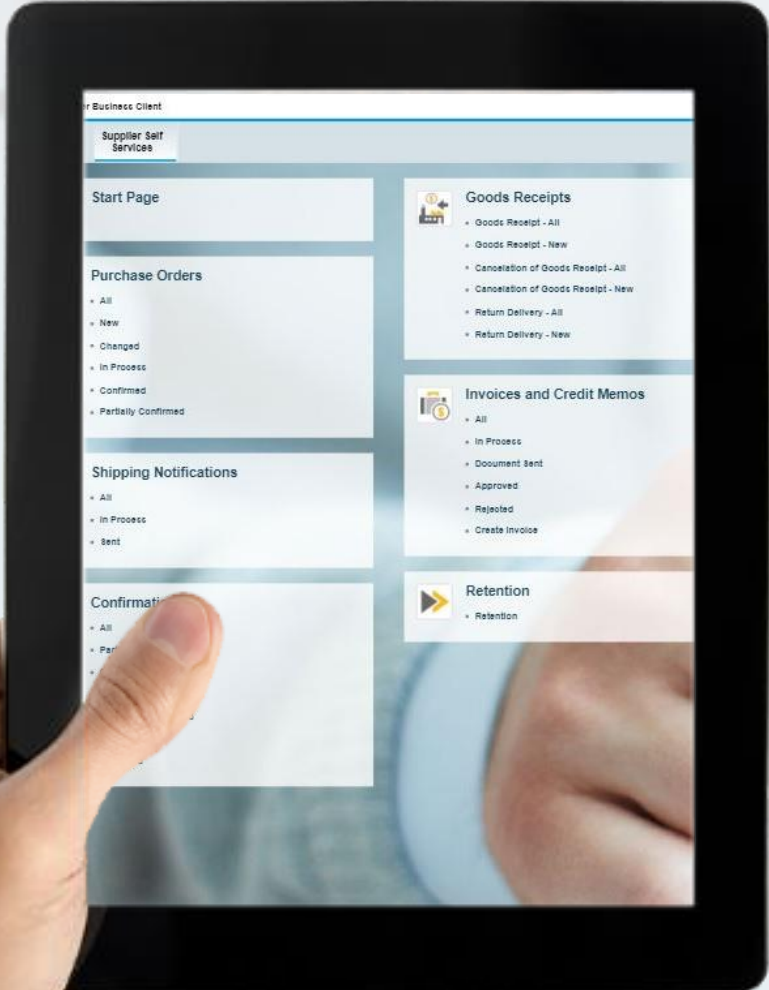 r Business Client
Supplier Self
Services
Start Page
Purchase Orders
All
New
Changed
In Process
Confirmed
Partially Confirmed
Shipping Notifications
All
In Process
Sent
All
Goods Receipts
Goods Receipt - All
Goods Receipt - New
Cancelation of Goods Receipt - All
Cancelation of Goods Receipt - New
Return Delivery - All
Return Delivery - New
Invoices and Credit Memos
All
In Process
Document Sent
Approved
Rejected
Create Invoice
Retention
Retention